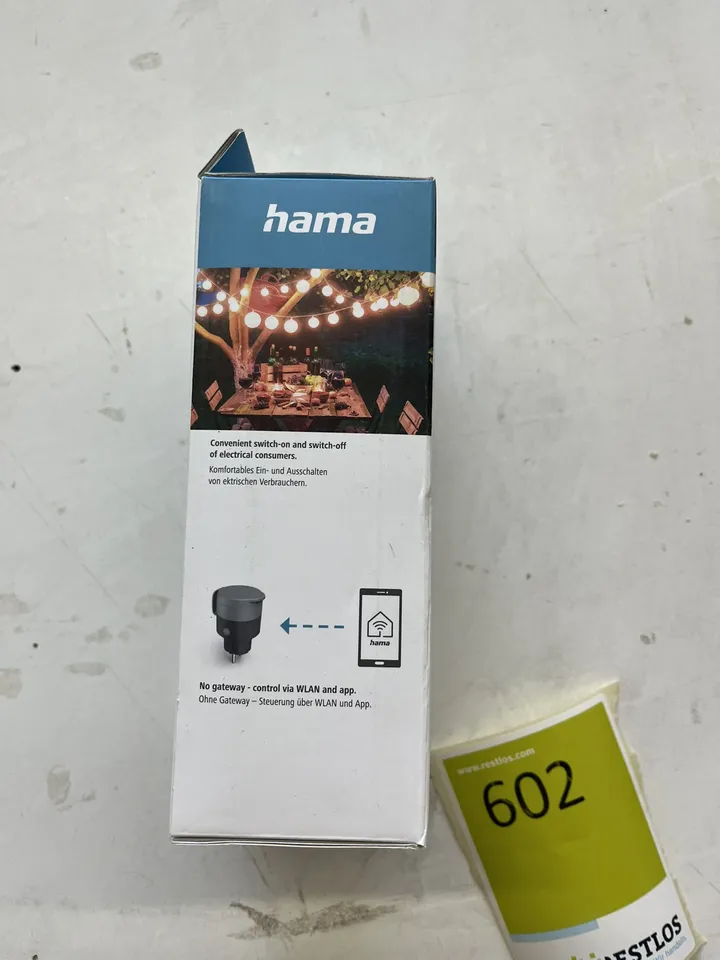 hama
Convenient switch-on and switch-off
of electrical consumers.
Komfortables Ein- und Ausschalten
von ektrischen Verbrauchern.
hama
No gateway - control via WLAN and app.
Ohne Gateway – Steuerung über WLAN und App.
www.restlos.com
602
RESTLOS